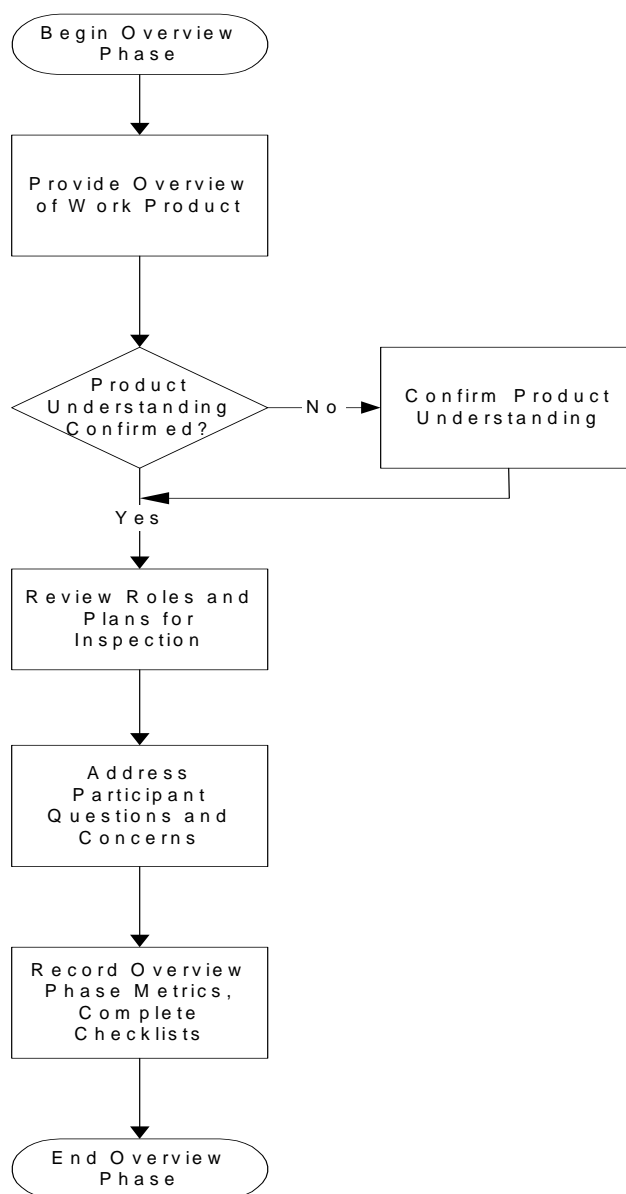 Begin Overview
Phase
Provide Overview
of Work Product
Product
Understanding
Confirmed?
No
Confirm Product
Understanding
Yes
Review Roles and
Plans for
Inspection
Address
Participant
Questions and
Concerns
Record Overview
Phase Metrics,
Complete
Checklists
End Overview
Phase